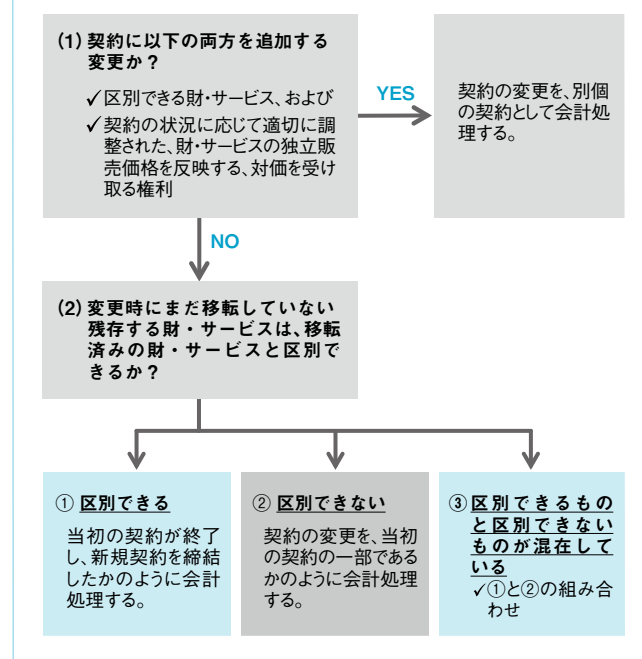 (1) 契約に以下の両方を追加する
変更か？
✓区別できる財・サービス、および
✓契約の状況に応じて適切に調
整された、財・サービスの独立販
売価格を反映する、対価を受け
取る権利
YES
契約の変更を、別個
の契約として会計処
理する。
NO
(2) 変更時にまだ移転していない
残存する財・サービスは、移転
済みの財・サービスと区別で
きるか？
① 区別できる
当初の契約が終了
し、新規契約を締結
したかのように会計
処理する。
② 区別できない
契約の変更を、当初
の契約の一部である
かのように会計処理
する。
③ 区別できるもの
と区別できない
ものが混在して
いる
✓①と②の組み合
わせ